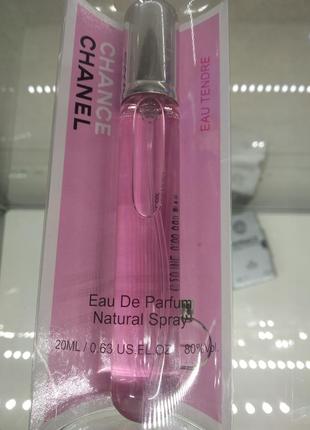 CHANCE
CHANEL
EAU TENDRE
Eau De Parfum
Natural Spray
20ML / 0.63 US.FL.OZ 80%Vol